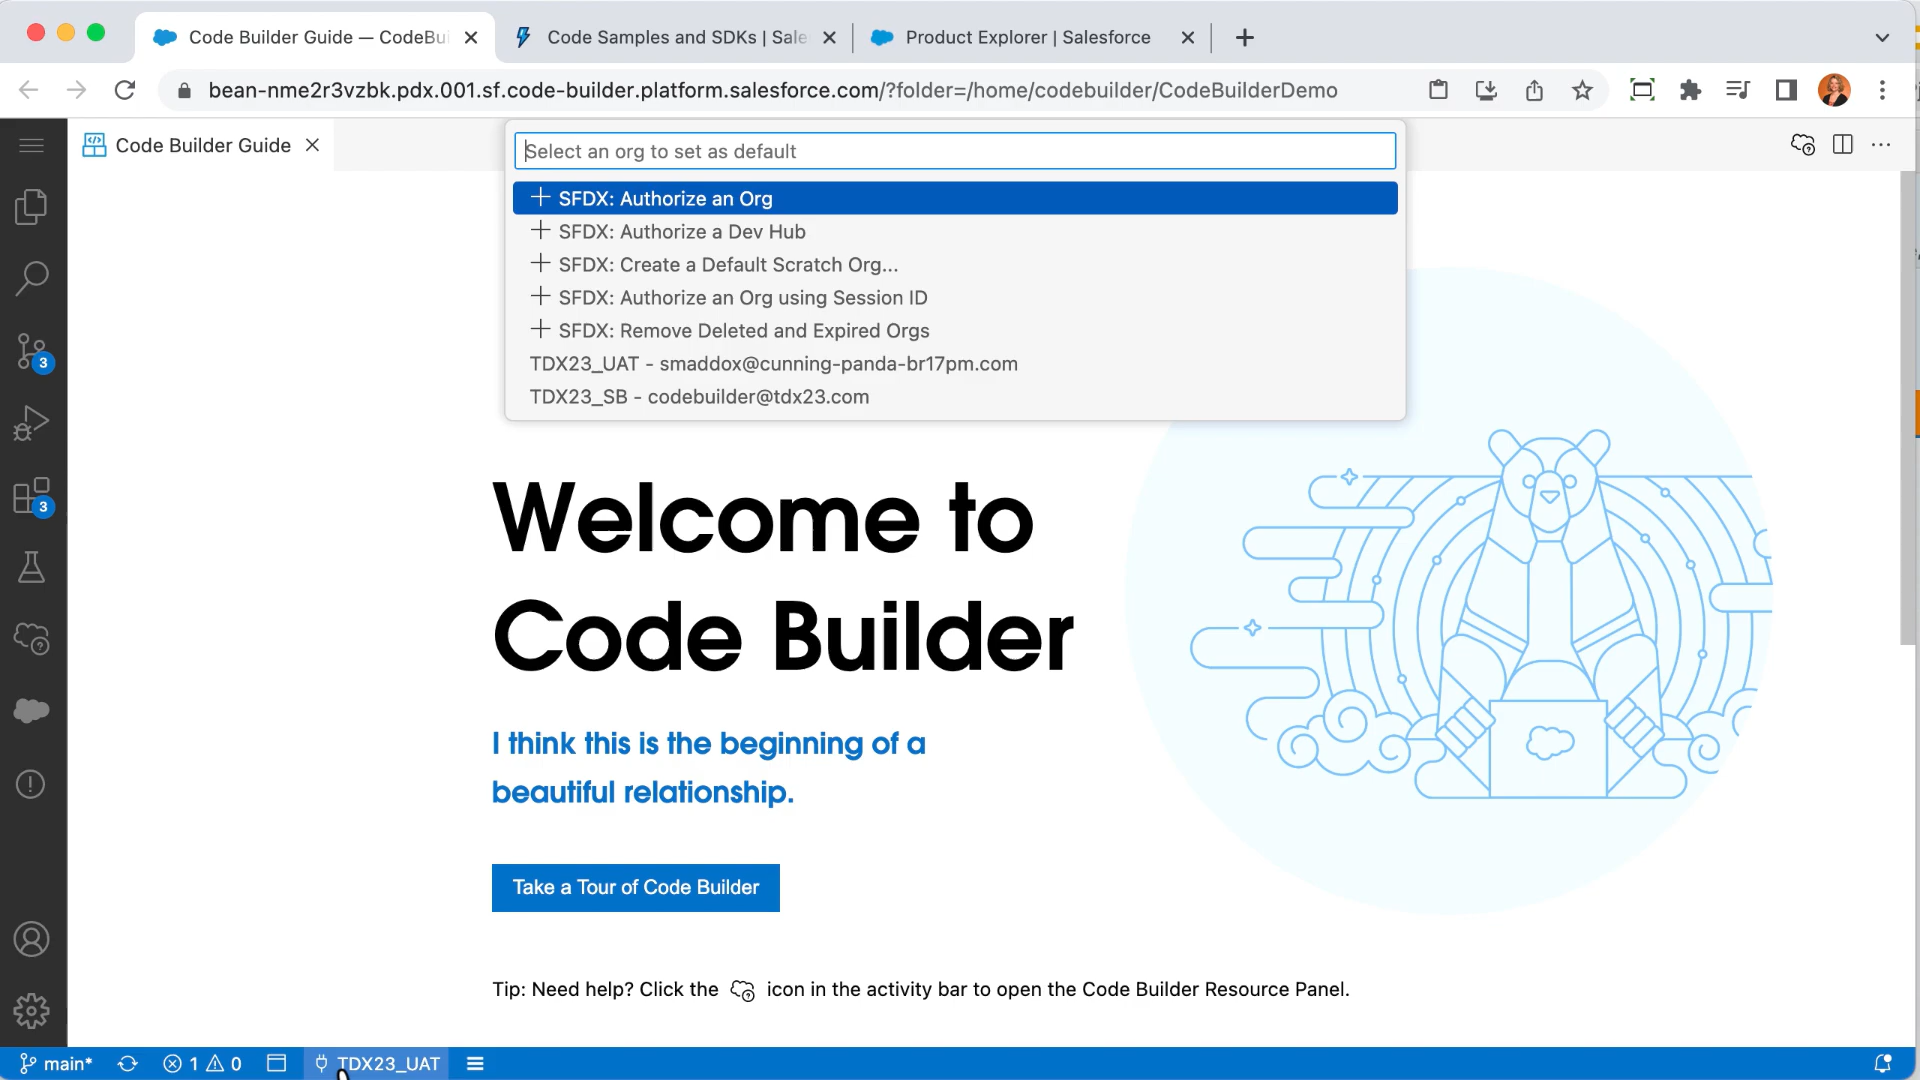 Code Builder Guide — CodeBui
Code Samples and SDKs | Sale
Product Explorer | Salesforce
bean-nme2r3vzbk.pdx.001.sf.code-builder.platform.salesforce.com/?folder=/home/codebuilder/CodeBuilderDemo
Code Builder Guide
Select an org to set as default
SFDX: Authorize an Org
SFDX: Authorize a Dev Hub
SFDX: Create a Default Scratch Org...
SFDX: Authorize an Org using Session ID
SFDX: Remove Deleted and Expired Orgs
TDX23_UAT - smaddox@cunning-panda-br17pm.com
TDX23_SB - codebuilder@tdx23.com
3
3
Welcome to
Code Builder
I think this is the beginning of a
beautiful relationship.
Take a Tour of Code Builder
Tip: Need help? Click the icon in the activity bar to open the Code Builder Resource Panel.
main* 1 0 TDX23_UAT